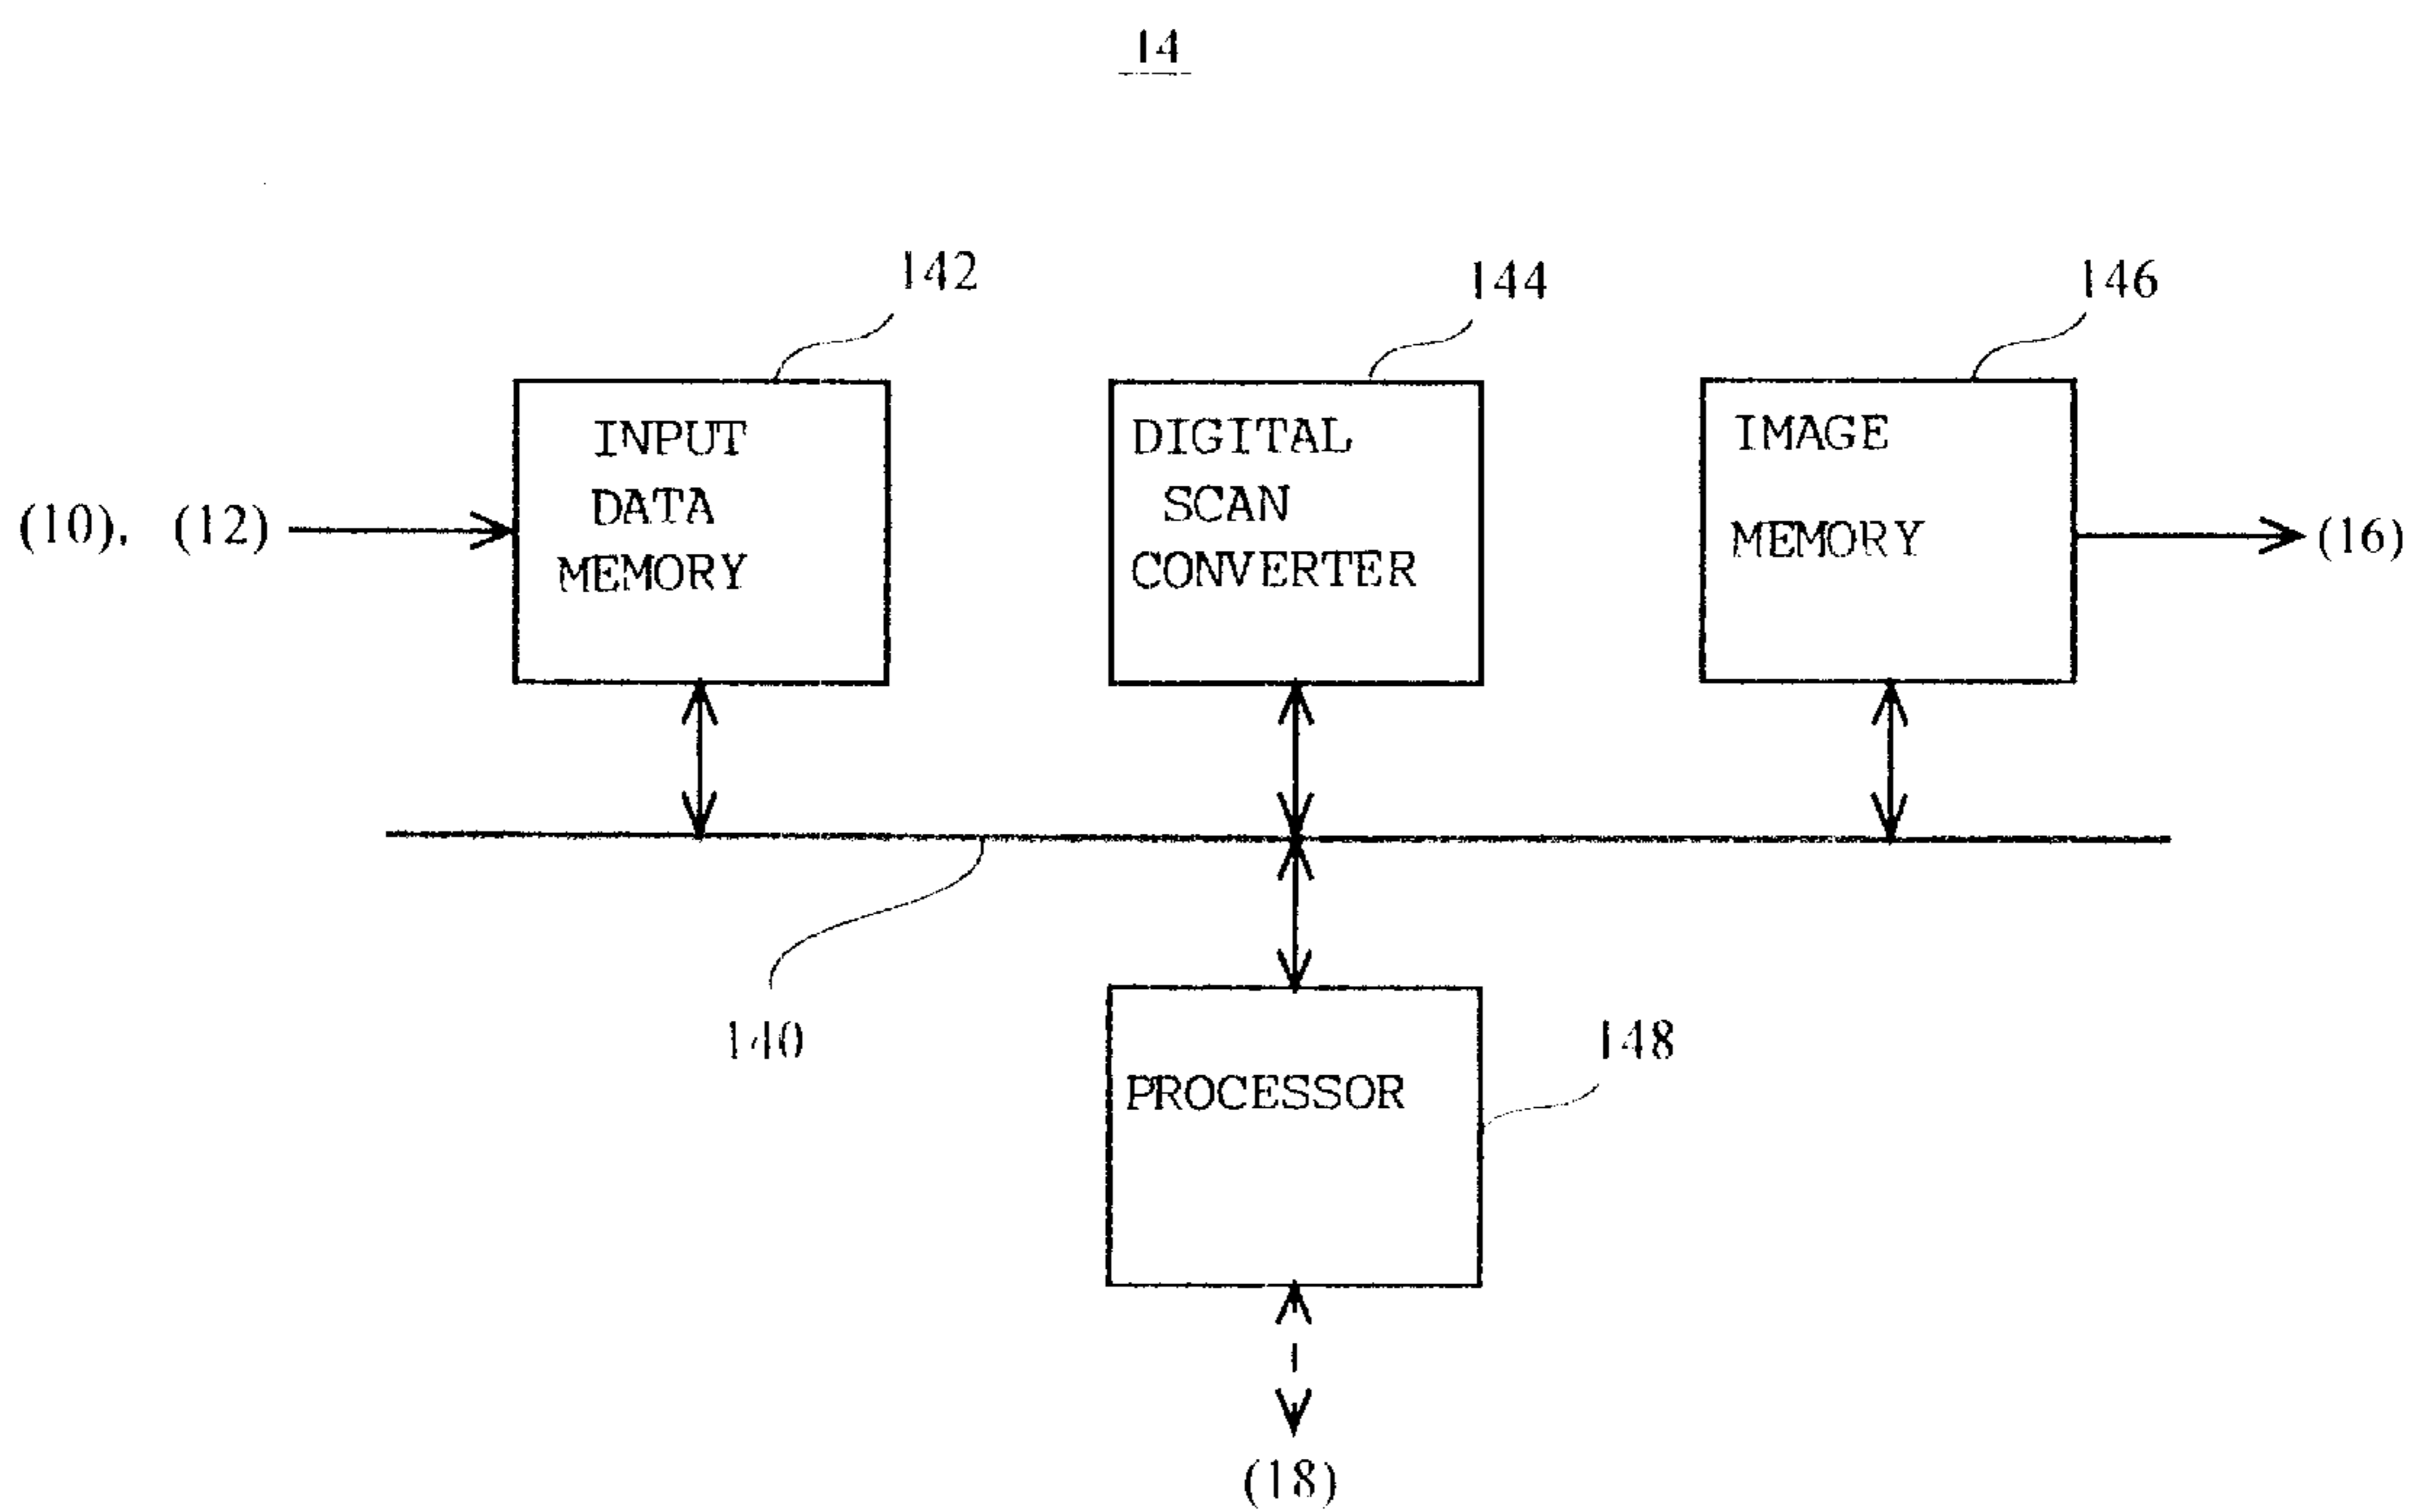 14
142
144
146
INPUT
DATA
MEMORY
DIGITAL
SCAN
CONVERTER
IMAGE
MEMORY
(10), (12)
(16)
140
148
PROCESSOR
(18)